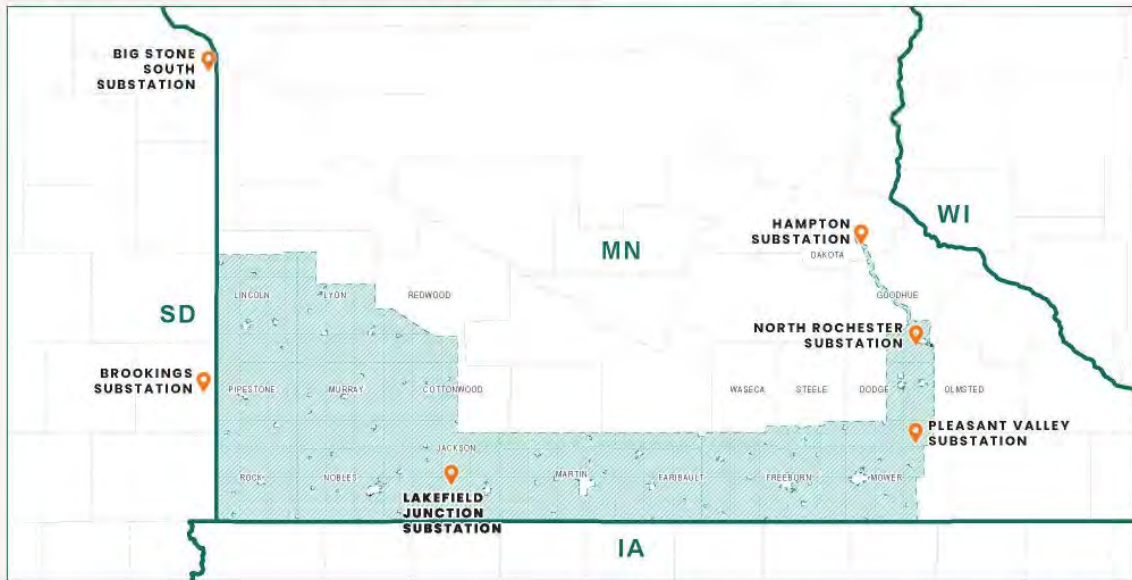 BIG STONE
SOUTH
SUBSTATION
HAMPTON
SUBSTATION
WI
MN
DAKOTA
LINCOLN
LYON
REDWOOD
GOODHUE
SD
NORTH ROCHESTER
SUBSTATION
BROOKINGS
SUBSTATION
PIPESTONE
MURRAY
COTTONWOOD
WASECA
STEELE
DODGE
OLMSTED
PLEASANT VALLEY
SUBSTATION
JACKSON
ROCK
NOBLES
MARTIN
FARIBAULT
FREEBORN
MOWER
LAKEFIELD
JUNCTION
SUBSTATION
IA